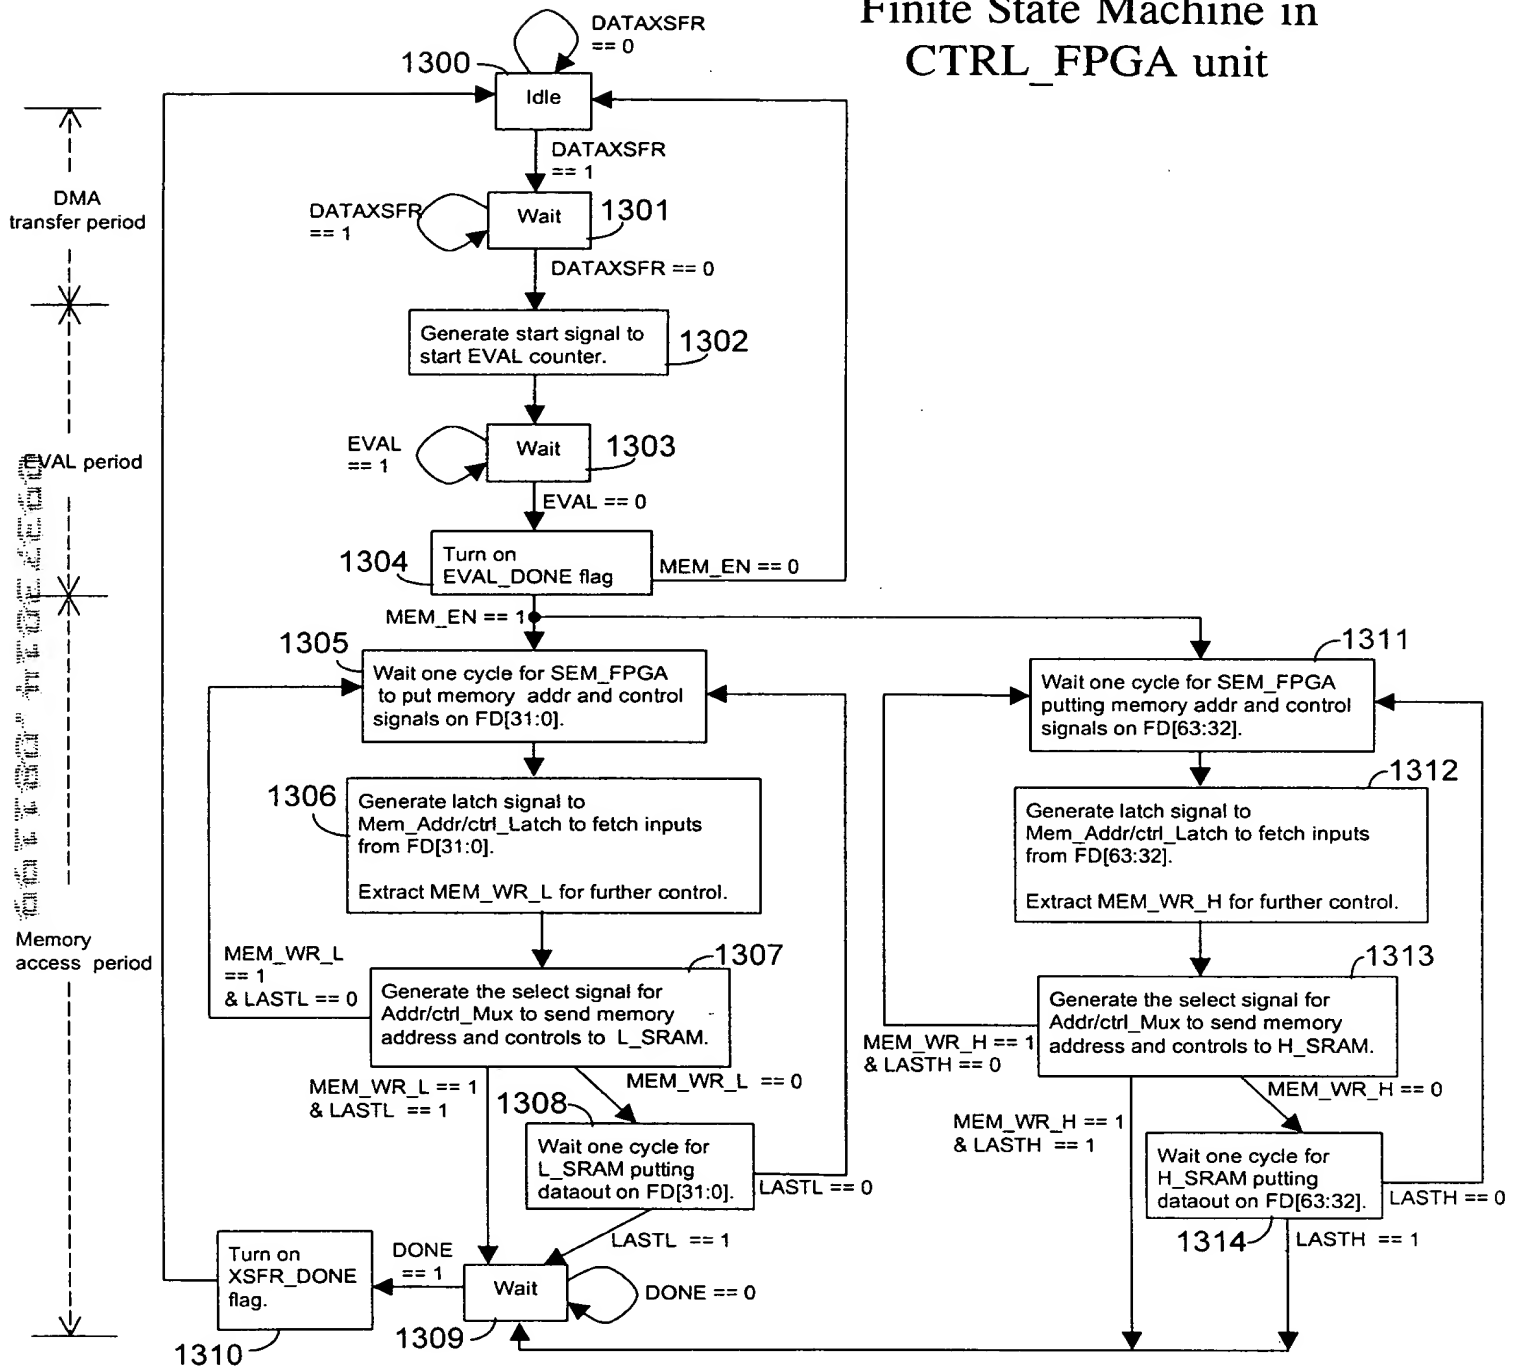 Finite State Machine in
CTRL_FPGA unit
DATAXSFR
== 0
1300
Idle
DATAXSFR
== 1
DMA
transfer period
DATAXSFR
== 1
Wait
1301
DATAXSFR == 0
Generate start signal to
start EVAL counter.
1302
EVAL
== 1
Wait
1303
EVAL period
EVAL == 0
1304
Turn on
EVAL_DONE flag
MEM_EN == 0
MEM_EN == 1
1305
Wait one cycle for SEM_FPGA
to put memory addr and control
signals on FD[31:0].
1311
Wait one cycle for SEM_FPGA
putting memory addr and control
signals on FD[63:32].
1306
Generate latch signal to
Mem_Addr/ctrl_Latch to fetch inputs
from FD[31:0].
Extract MEM_WR_L for further control.
1312
Generate latch signal to
Mem_Addr/ctrl_Latch to fetch inputs
from FD[63:32].
Extract MEM_WR_H for further control.
Memory
access period
MEM_WR_L
== 1
& LASTL == 0
1307
Generate the select signal for
Addr/ctrl_Mux to send memory
address and controls to L_SRAM.
1313
Generate the select signal for
Addr/ctrl_Mux to send memory
address and controls to H_SRAM.
MEM_WR_H == 1
& LASTH == 0
MEM_WR_L == 1
& LASTL == 1
MEM_WR_L == 0
MEM_WR_H == 1
& LASTH == 1
MEM_WR_H == 0
1308
Wait one cycle for
L_SRAM putting
dataout on FD[31:0].
LASTL == 0
Wait one cycle for
H_SRAM putting
dataout on FD[63:32].
LASTH == 0
1314
LASTL == 1
LASTH == 1
Turn on
XSFR_DONE
flag.
1310
DONE
== 1
Wait
1309
DONE == 0